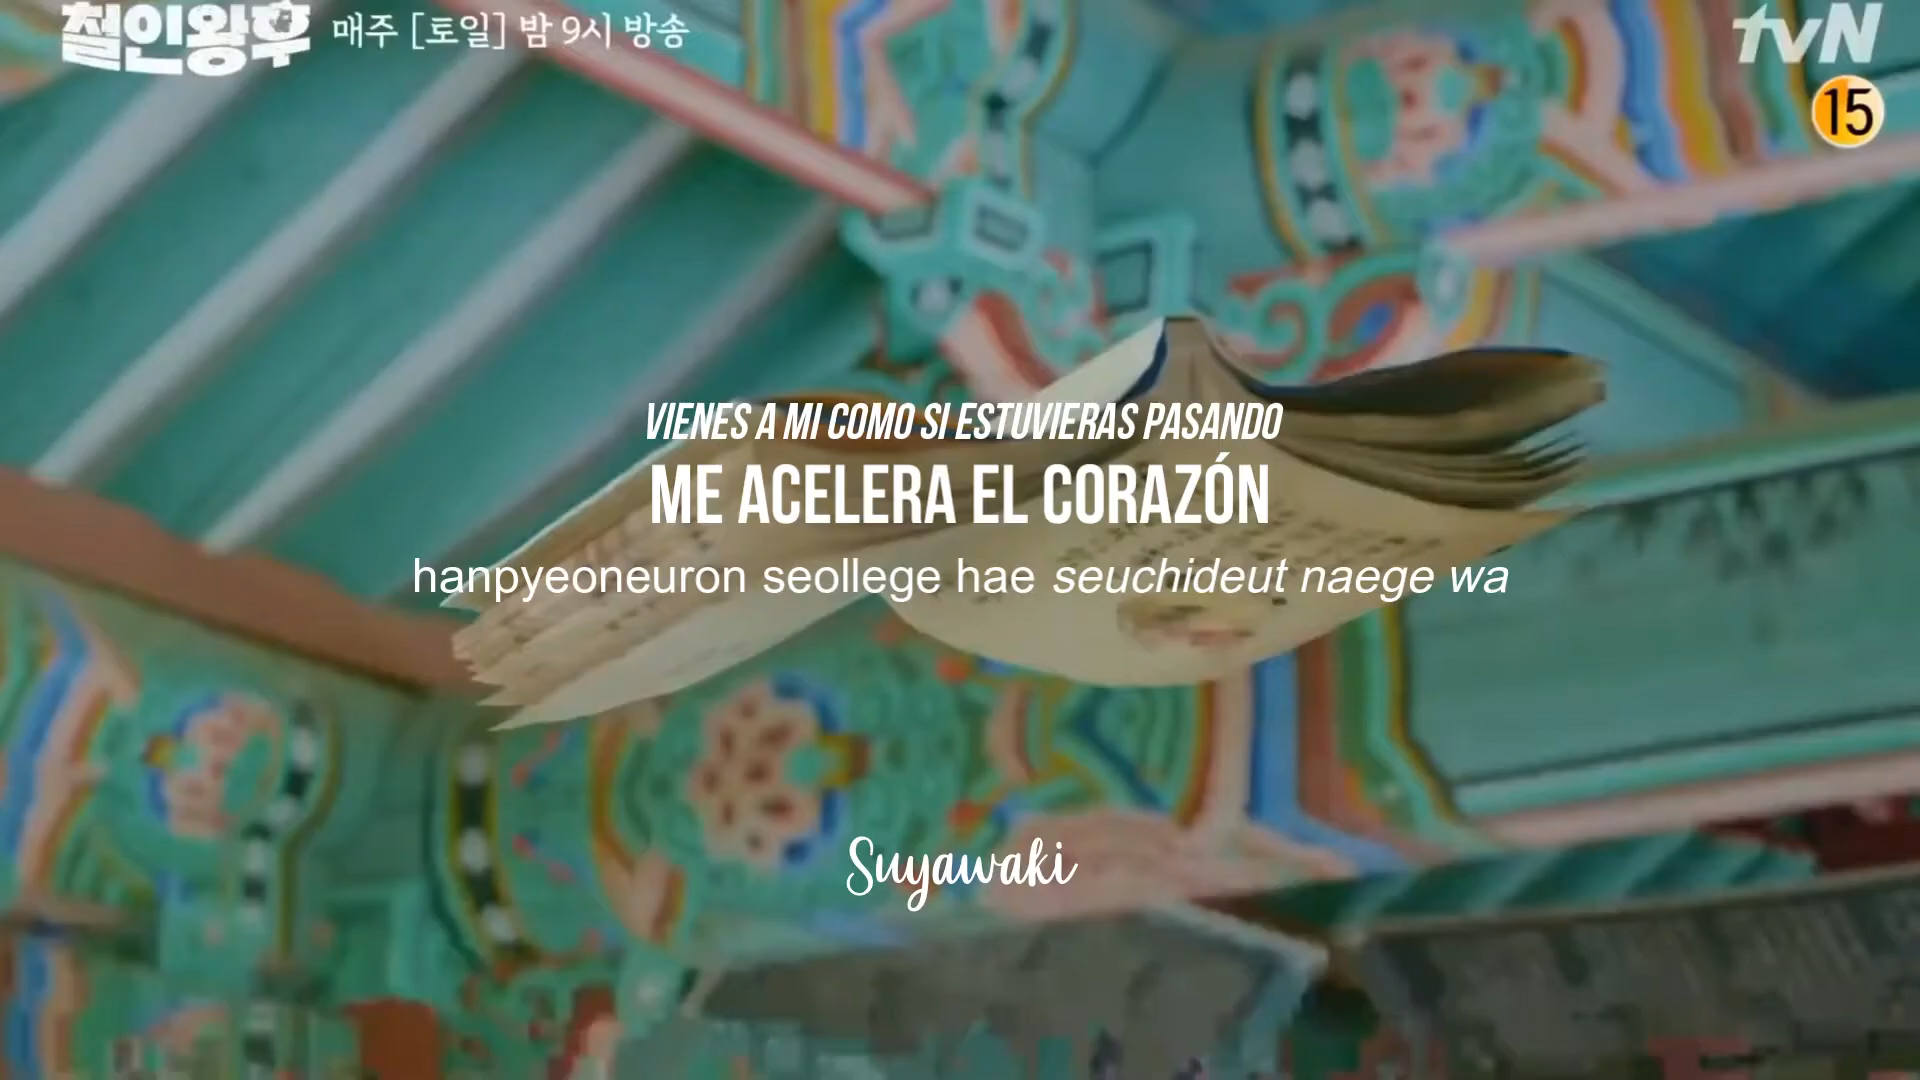 철인왕후 매주 [토일] 밤 9시 방송
tvN
15
VIENES A MI COMO SI ESTUVIERAS PASANDO
ME ACELERA EL CORAZÓN
hanpyeoneuron seollege hae seuchideut naege wa
Suyawaki